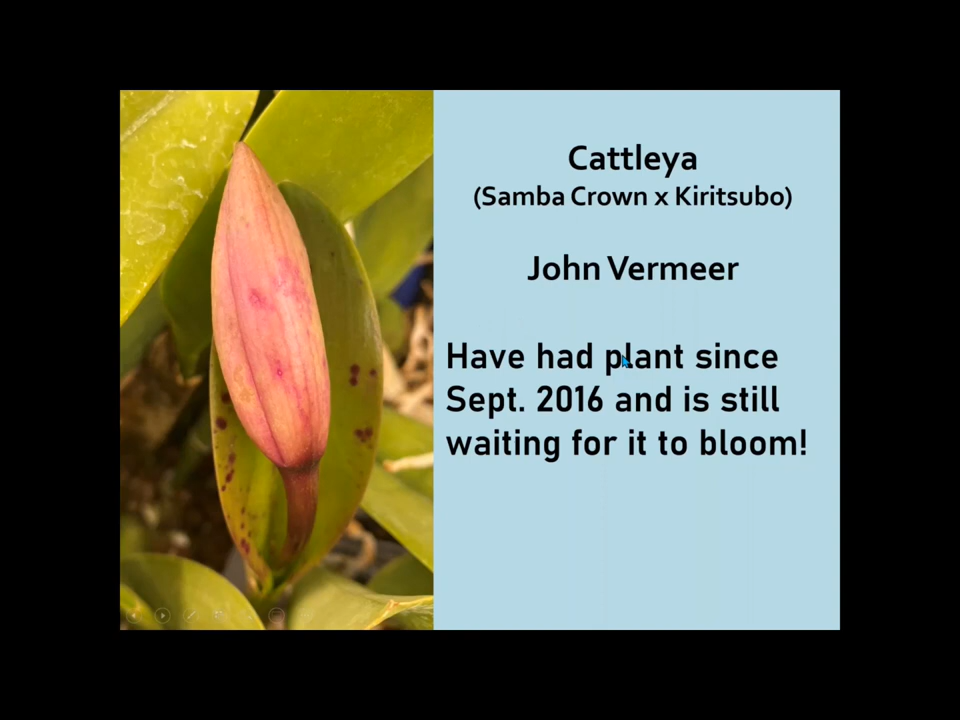 Cattleya
(Samba Crown x Kiritsubo)
John Vermeer
Have had plant since
Sept. 2016 and is still
waiting for it to bloom!